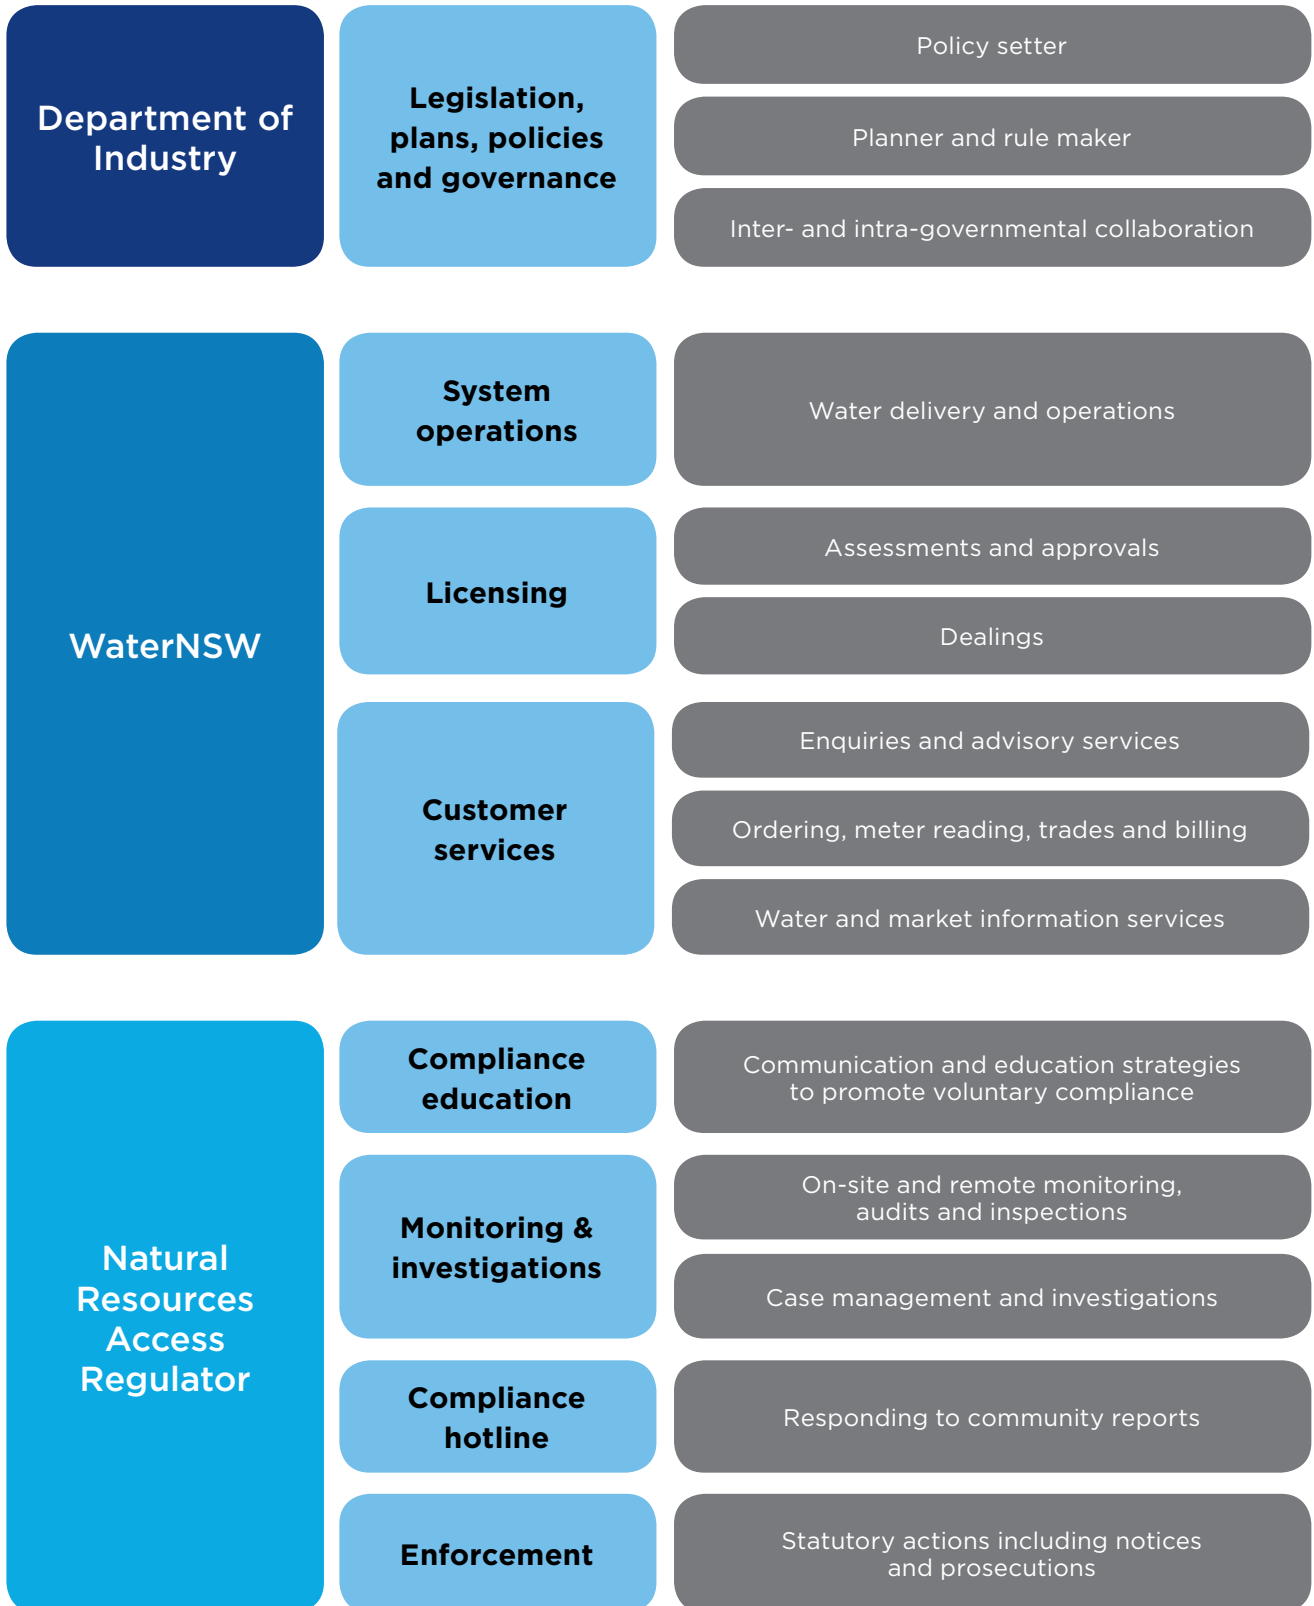 Department of
Industry
Legislation,
plans, policies
and governance
Policy setter
Planner and rule maker
Inter- and intra-governmental collaboration
WaterNSW
System
operations
Water delivery and operations
Licensing
Assessments and approvals
Dealings
Customer
services
Enquiries and advisory services
Ordering, meter reading, trades and billing
Water and market information services
Natural
Resources
Access
Regulator
Compliance
education
Communication and education strategies
to promote voluntary compliance
Monitoring &
investigations
On-site and remote monitoring,
audits and inspections
Case management and investigations
Compliance
hotline
Responding to community reports
Enforcement
Statutory actions including notices
and prosecutions